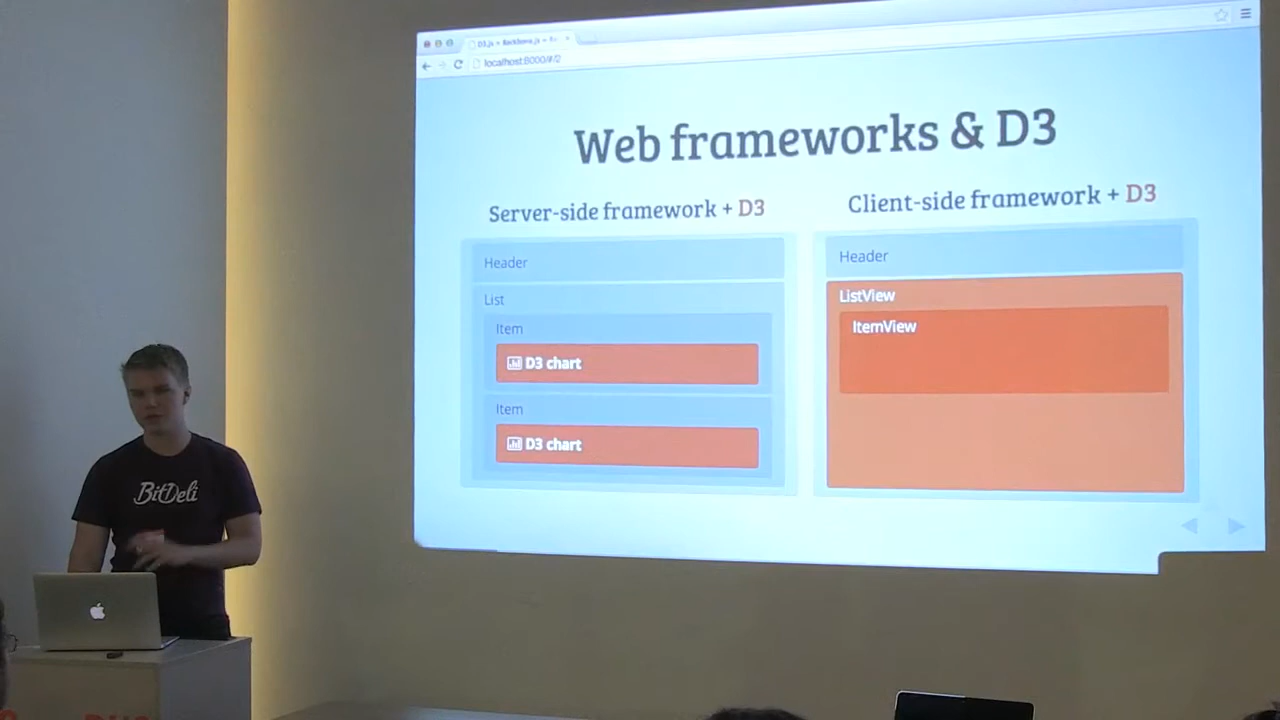 localhost:8000/#/2
Web frameworks & D3
Server-side framework + D3
Header
List
Item
D3 chart
Item
D3 chart
Client-side framework + D3
Header
ListView
ItemView
BitDeli